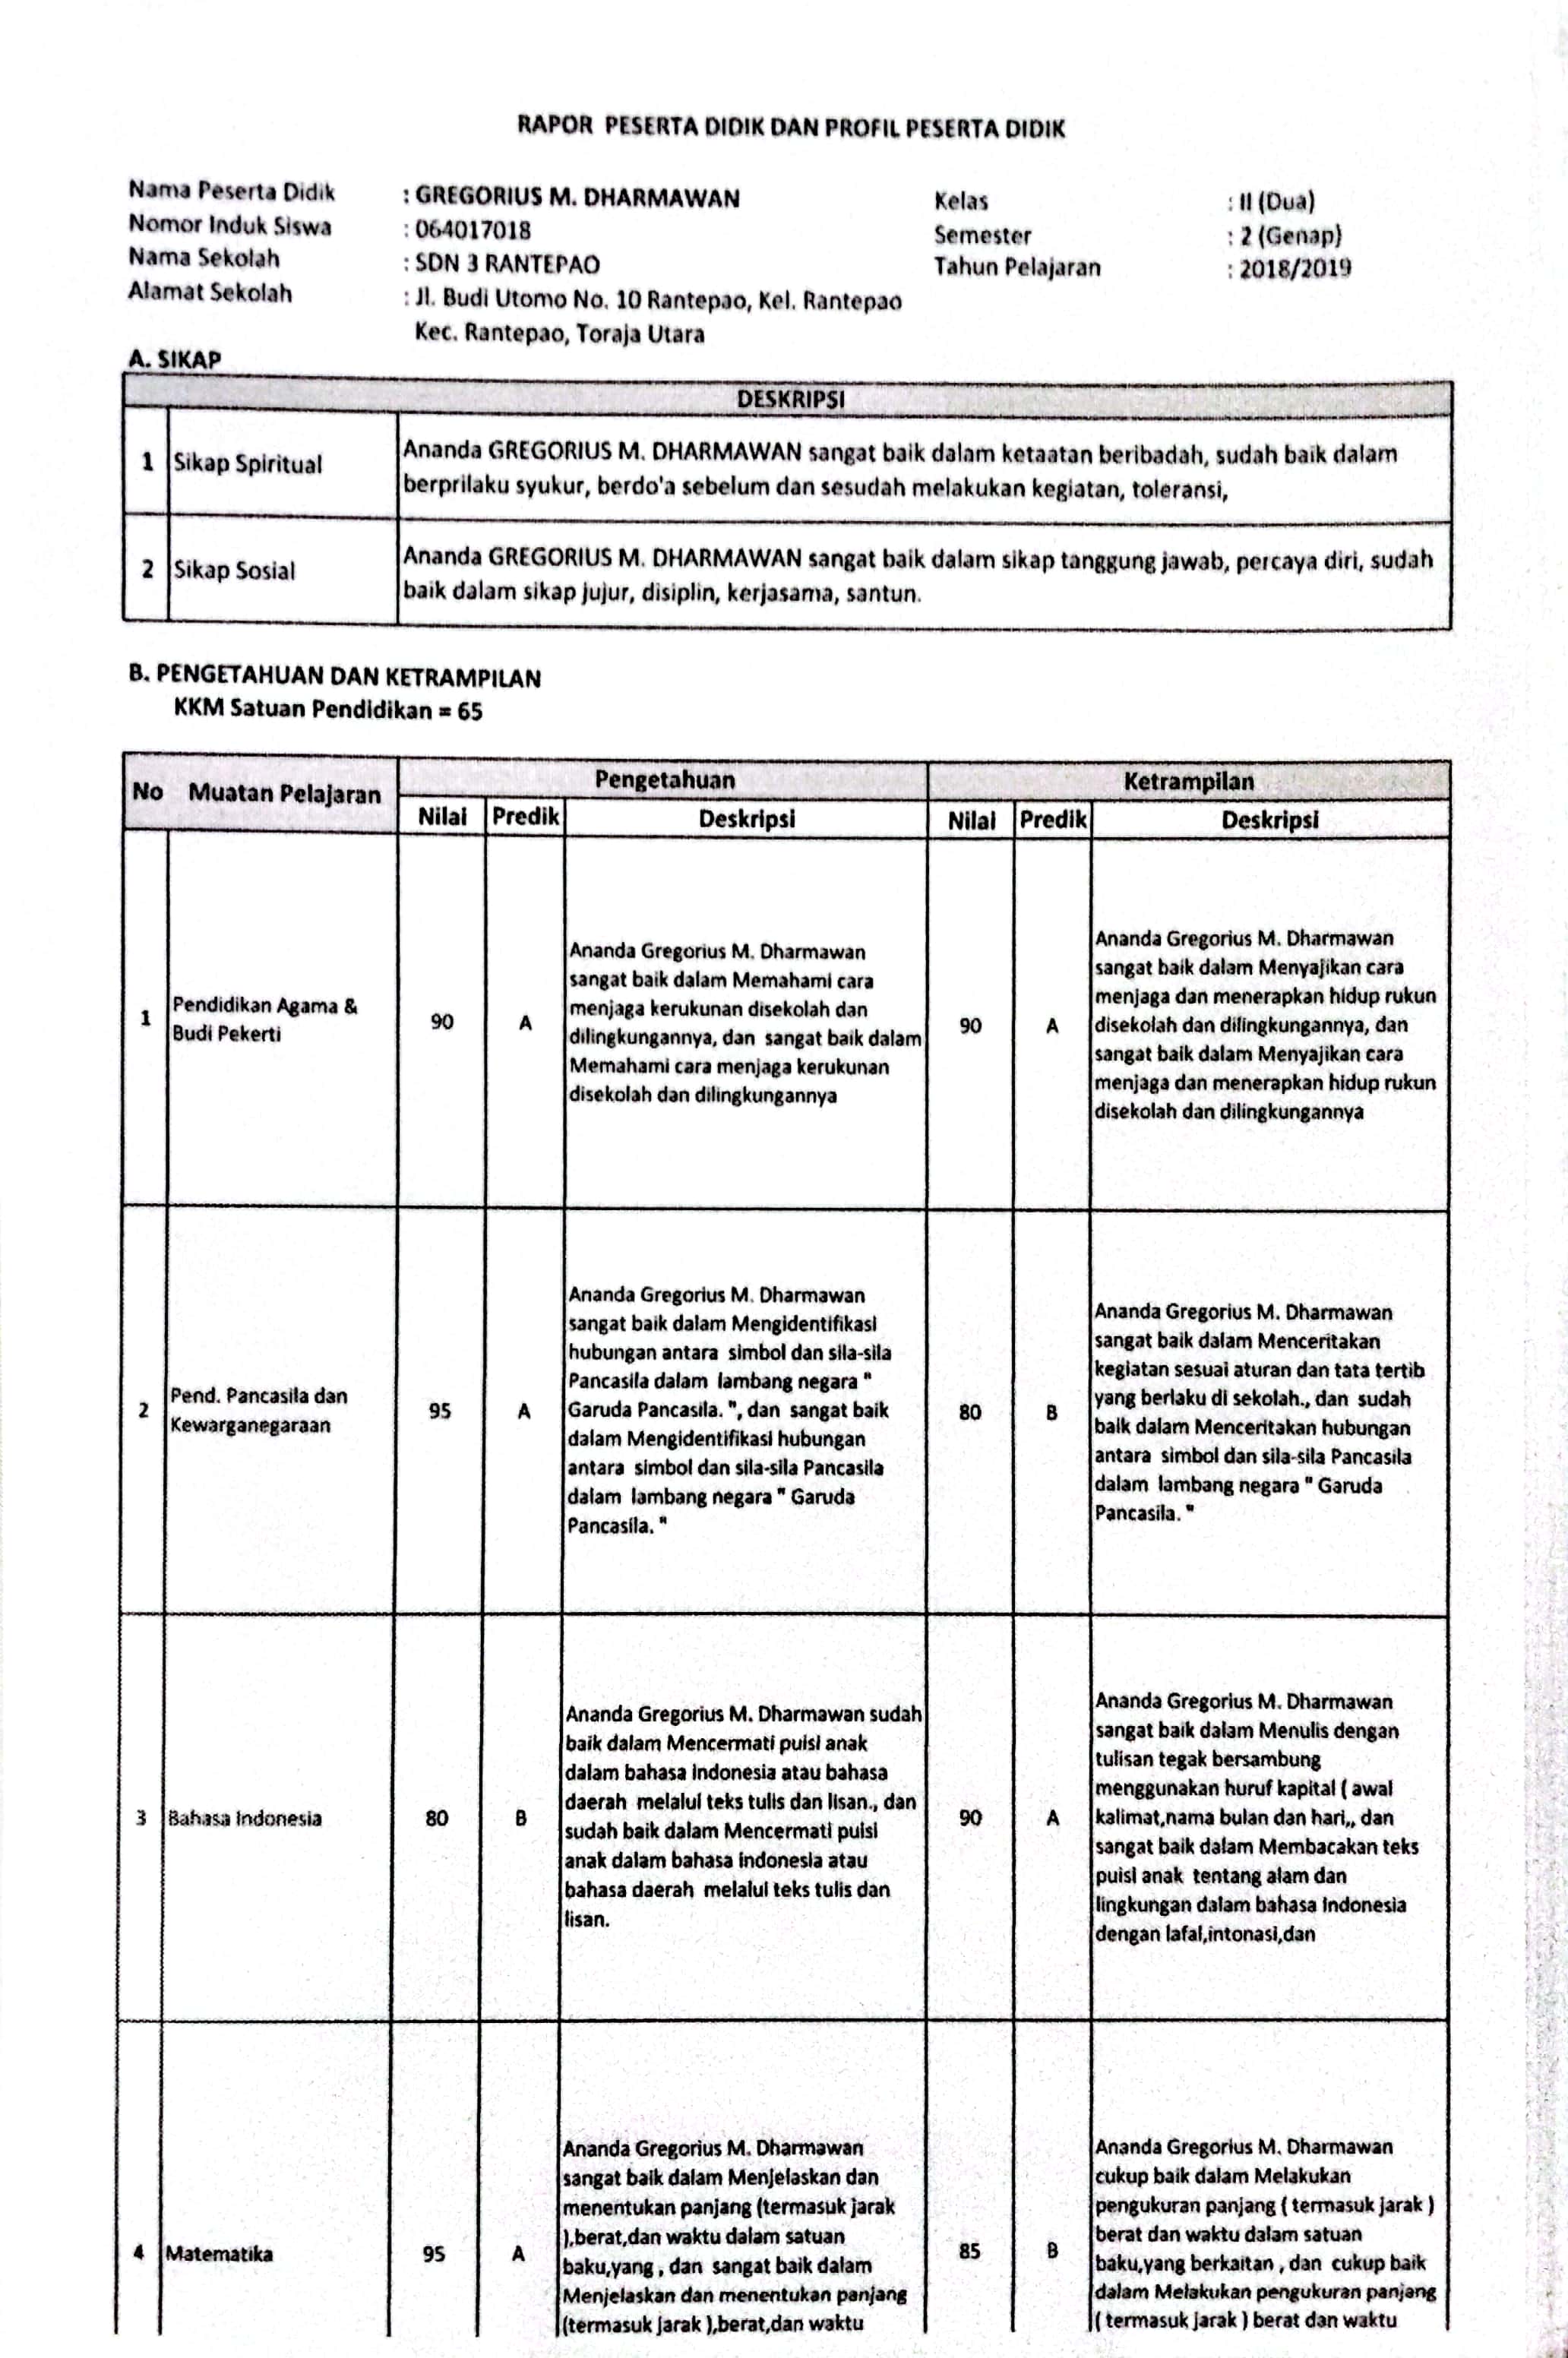 RAPOR PESERTA DIDIK DAN PROFIL PESERTA DIDIK
Nama Peserta Didik : GREGORIUS M. DHARMAWAN Kelas : II (Dua)
Nomor Induk Siswa : 064017018 Semester : 2 (Genap)
Nama Sekolah : SDN 3 RANTEPAO Tahun Pelajaran : 2018/2019
Alamat Sekolah : Jl. Budi Utomo No. 10 Rantepao, Kel. Rantepao
Kec. Rantepao, Toraja Utara
A. SIKAP
DESKRIPSI
1 Sikap Spiritual
Ananda GREGORIUS M. DHARMAWAN sangat baik dalam ketaatan beribadah, sudah baik dalam
berprilaku syukur, berdo'a sebelum dan sesudah melakukan kegiatan, toleransi,
2 Sikap Sosial
Ananda GREGORIUS M. DHARMAWAN sangat baik dalam sikap tanggung jawab, percaya diri, sudah
baik dalam sikap jujur, disiplin, kerjasama, santun.
B. PENGETAHUAN DAN KETRAMPILAN
KKM Satuan Pendidikan = 65
No Muatan Pelajaran
Pengetahuan
Ketrampilan
Nilai Predik Deskripsi Nilai Predik Deskripsi
1
Pendidikan Agama &
Budi Pekerti
90
A
Ananda Gregorius M. Dharmawan
sangat baik dalam Memahami cara
menjaga kerukunan disekolah dan
dilingkungannya, dan sangat baik dalam
Memahami cara menjaga kerukunan
disekolah dan dilingkungannya
90
A
Ananda Gregorius M. Dharmawan
sangat baik dalam Menyajikan cara
menjaga dan menerapkan hidup rukun
disekolah dan dilingkungannya, dan
sangat baik dalam Menyajikan cara
menjaga dan menerapkan hidup rukun
disekolah dan dilingkungannya
2
Pend. Pancasila dan
Kewarganegaraan
95
A
Ananda Gregorius M. Dharmawan
sangat baik dalam Mengidentifikasi
hubungan antara simbol dan sila-sila
Pancasila dalam lambang negara "
Garuda Pancasila. ", dan sangat baik
dalam Mengidentifikasi hubungan
antara simbol dan sila-sila Pancasila
dalam lambang negara " Garuda
Pancasila. "
80
B
Ananda Gregorius M. Dharmawan
sangat baik dalam Menceritakan
kegiatan sesuai aturan dan tata tertib
yang berlaku di sekolah., dan sudah
baik dalam Menceritakan hubungan
antara simbol dan sila-sila Pancasila
dalam lambang negara " Garuda
Pancasila. "
3
Bahasa Indonesia
80
B
Ananda Gregorius M. Dharmawan sudah
baik dalam Mencermati puisi anak
dalam bahasa indonesia atau bahasa
daerah melalui teks tulis dan lisan., dan
sudah baik dalam Mencermati puisi
anak dalam bahasa indonesia atau
bahasa daerah melalui teks tulis dan
lisan.
90
A
Ananda Gregorius M. Dharmawan
sangat baik dalam Menulis dengan
tulisan tegak bersambung
menggunakan huruf kapital ( awal
kalimat,nama bulan dan hari,, dan
sangat baik dalam Membacakan teks
puisi anak tentang alam dan
lingkungan dalam bahasa Indonesia
dengan lafal,intonasi,dan
4
Matematika
95
A
Ananda Gregorius M. Dharmawan
sangat baik dalam Menjelaskan dan
menentukan panjang (termasuk jarak
),berat,dan waktu dalam satuan
baku,yang , dan sangat baik dalam
Menjelaskan dan menentukan panjang
(termasuk jarak ),berat,dan waktu
85
B
Ananda Gregorius M. Dharmawan
cukup baik dalam Melakukan
pengukuran panjang ( termasuk jarak )
berat dan waktu dalam satuan
baku,yang berkaitan , dan cukup baik
dalam Melakukan pengukuran panjang
( termasuk jarak ) berat dan waktu